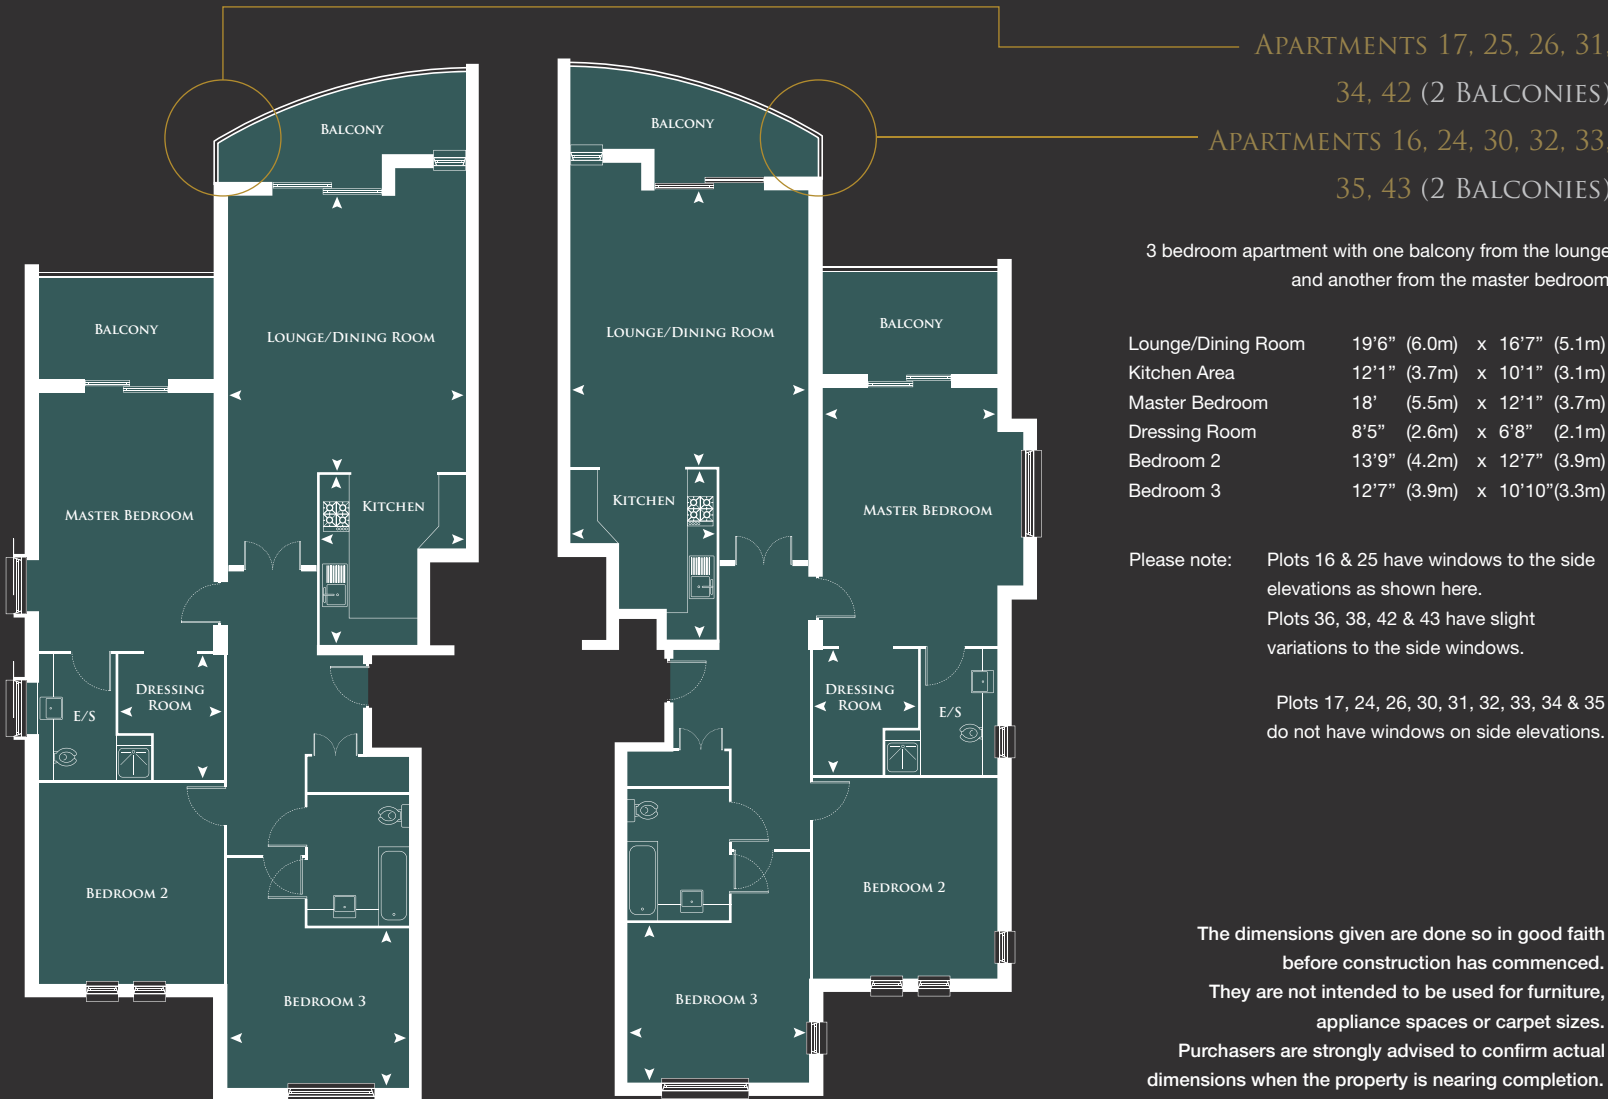 Apartments 17, 25, 26, 31,
34, 42 (2 Balconies)
Apartments 16, 24, 30, 32, 33,
35, 43 (2 Balconies)
3 bedroom apartment with one balcony from the lounge
and another from the master bedroom
Lounge/Dining Room 19'6" (6.0m) x 16'7" (5.1m)
Kitchen Area 12'1" (3.7m) x 10'1" (3.1m)
Master Bedroom 18' (5.5m) x 12'1" (3.7m)
Dressing Room 8'5" (2.6m) x 6'8" (2.1m)
Bedroom 2 13'9" (4.2m) x 12'7" (3.9m)
Bedroom 3 12'7" (3.9m) x 10'10"(3.3m)
Please note: Plots 16 & 25 have windows to the side
elevations as shown here.
Plots 36, 38, 42 & 43 have slight
variations to the side windows.
Plots 17, 24, 26, 30, 31, 32, 33, 34 & 35
do not have windows on side elevations.
The dimensions given are done so in good faith
before construction has commenced.
They are not intended to be used for furniture,
appliance spaces or carpet sizes.
Purchasers are strongly advised to confirm actual
dimensions when the property is nearing completion.
Balcony
Balcony
Lounge/Dining Room
Kitchen
Master Bedroom
Dressing
Room
E/S
Bedroom 2
Bedroom 3
Balcony
Balcony
Lounge/Dining Room
Kitchen
Master Bedroom
Dressing
Room
E/S
Bedroom 2
Bedroom 3